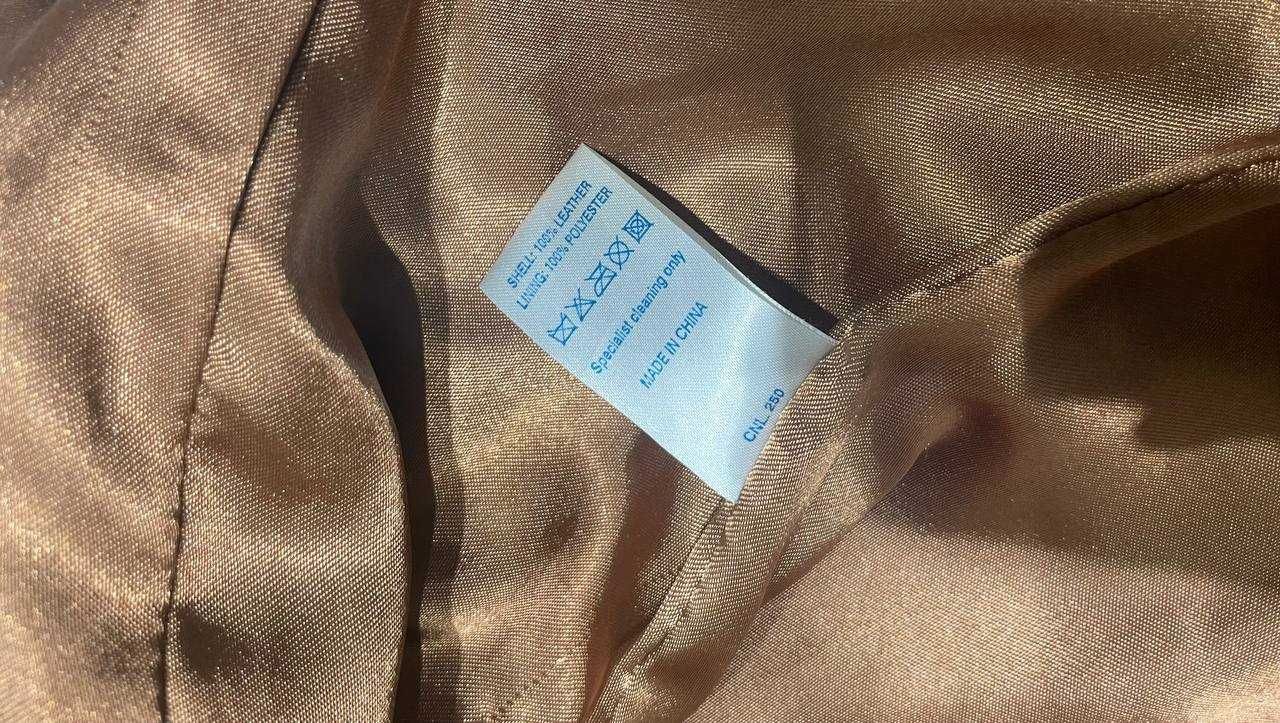 SHELL: 100% LEATHER
LINING: 100% POLYESTER
Specialist cleaning only
MADE IN CHINA
CNL. 250